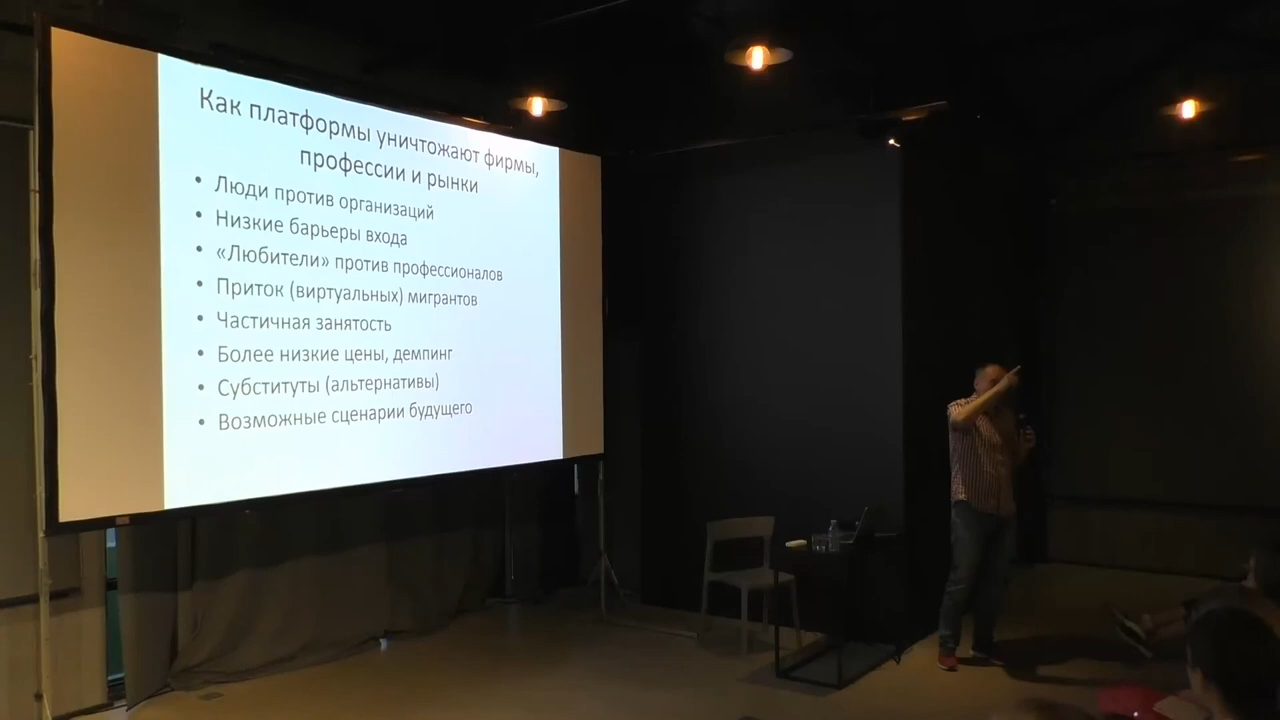 Как платформы уничтожают фирмы,
профессии и рынки
• Люди против организаций
• Низкие барьеры входа
• «Любители» против профессионалов
• Приток (виртуальных) мигрантов
• Частичная занятость
• Более низкие цены, демпинг
• Субституты (альтернативы)
• Возможные сценарии будущего